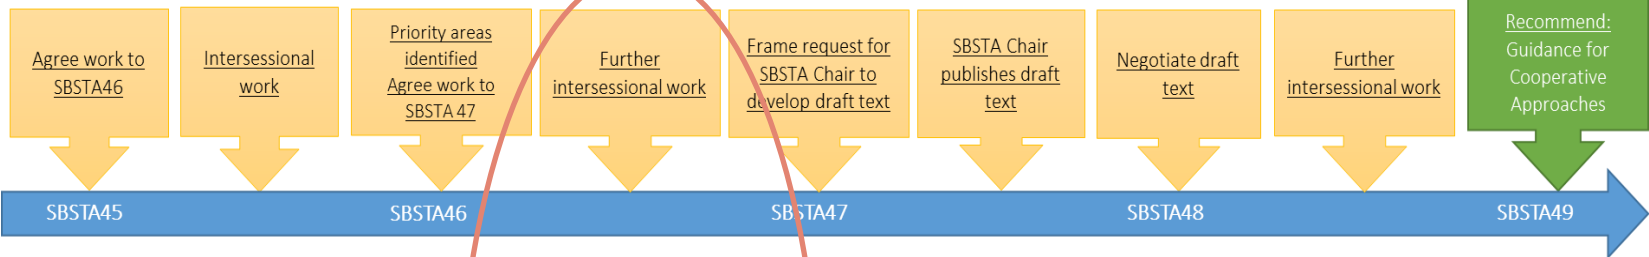 Agree work to
SBSTA46
Intersessional
work
Priority areas
identified
Agree work to
SBSTA 47
Further
intersessional work
Frame request for
SBSTA Chair to
develop draft text
SBSTA Chair
publishes draft
text
Negotiate draft
text
Further
intersessional work
Recommend:
Guidance for
Cooperative
Approaches
SBSTA45
SBSTA46
SBSTA47
SBSTA48
SBSTA49